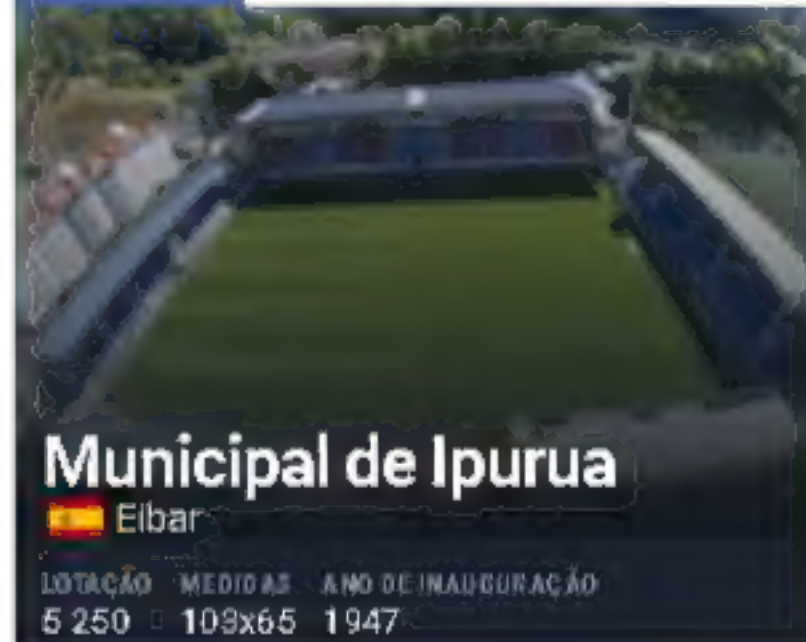 Municipal de Ipurua
Eibar
LOTAÇÃO MEDIDAS ANO DE INAUGURAÇÃO
5 250 103x65 1947